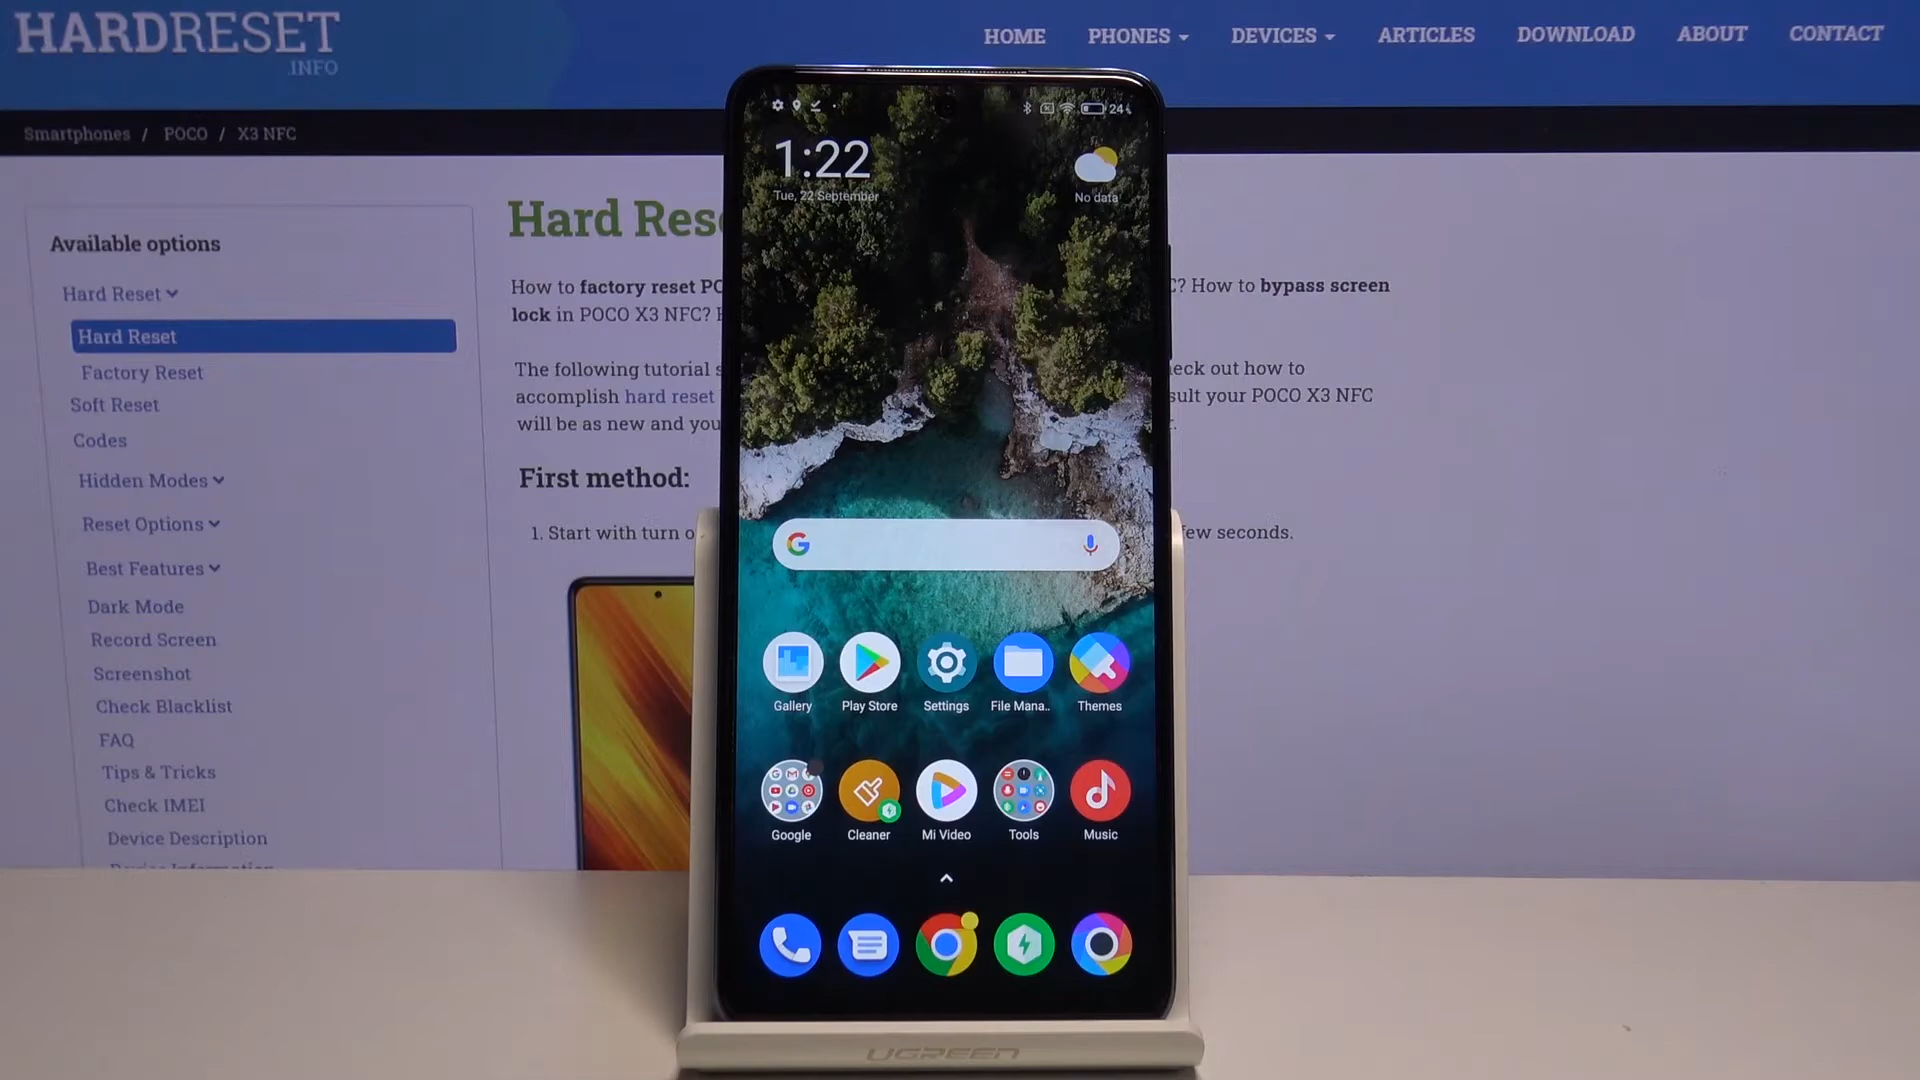 HARDRESET
.INFO
HOME PHONES DEVICES ARTICLES DOWNLOAD ABOUT CONTACT
Smartphones / POCO / X3 NFC
Available options
Hard Reset
Hard Reset
Factory Reset
Soft Reset
Codes
Hidden Modes
Reset Options
Best Features
Dark Mode
Record Screen
Screenshot
Check Blacklist
FAQ
Tips & Tricks
Check IMEI
Device Description
Device Information
Hard Res
How to factory reset PO C? How to bypass screen
lock in POCO X3 NFC?
The following tutorial s eck out how to
accomplish hard reset sult your POCO X3 NFC
will be as new and you r.
First method:
1. Start with turn o few seconds.
24%
1:22
Tue, 22 September
No data
Gallery Play Store Settings File Mana.. Themes
Google Cleaner Mi Video Tools Music
UGREEN